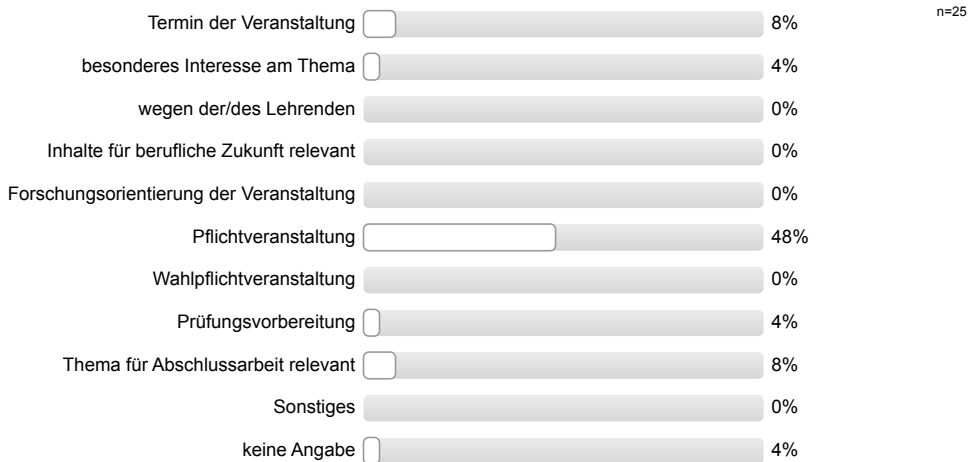 Termin der Veranstaltung 8% n=25
besonderes Interesse am Thema 4%
wegen der/des Lehrenden 0%
Inhalte für berufliche Zukunft relevant 0%
Forschungsorientierung der Veranstaltung 0%
Pflichtveranstaltung 48%
Wahlpflichtveranstaltung 0%
Prüfungsvorbereitung 4%
Thema für Abschlussarbeit relevant 8%
Sonstiges 0%
keine Angabe 4%